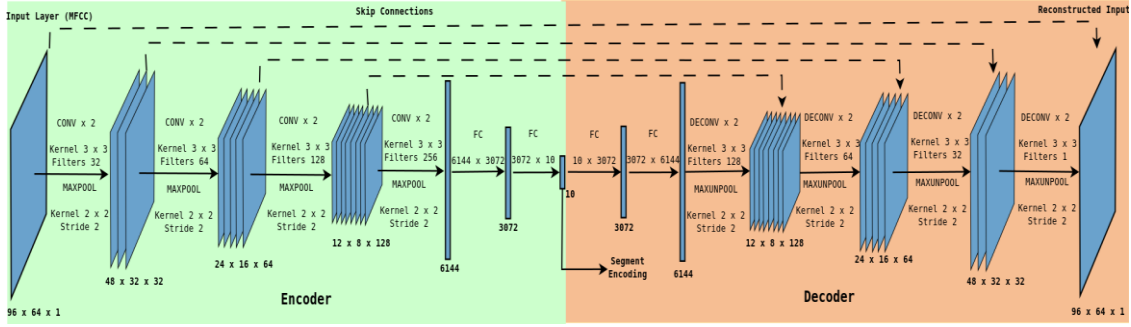 Input Layer (MFCC)
Skip Connections
Reconstructed Input
CONV x 2
Kernel 3 x 3
Filters 32
MAXPOOL
Kernel 2 x 2
Stride 2
CONV x 2
Kernel 3 x 3
Filters 64
MAXPOOL
Kernel 2 x 2
Stride 2
CONV x 2
Kernel 3 x 3
Filters 128
MAXPOOL
Kernel 2 x 2
Stride 2
CONV x 2
Kernel 3 x 3
Filters 256
MAXPOOL
Kernel 2 x 2
Stride 2
FC
6144 x 3072
FC
3072 x 10
FC
10 x 3072
FC
3072 x 6144
DECONV x 2
Kernel 3 x 3
Filters 128
MAXUNPOOL
Kernel 2 x 2
Stride 2
DECONV x 2
Kernel 3 x 3
Filters 64
MAXUNPOOL
Kernel 2 x 2
Stride 2
DECONV x 2
Kernel 3 x 3
Filters 32
MAXUNPOOL
Kernel 2 x 2
Stride 2
DECONV x 2
Kernel 3 x 3
Filters 1
MAXUNPOOL
Kernel 2 x 2
Stride 2
96 x 64 x 1
48 x 32 x 32
24 x 16 x 64
12 x 8 x 128
6144
3072
10
Segment
Encoding
3072
6144
12 x 8 x 128
24 x 16 x 64
48 x 32 x 32
96 x 64 x 1
Encoder
Decoder